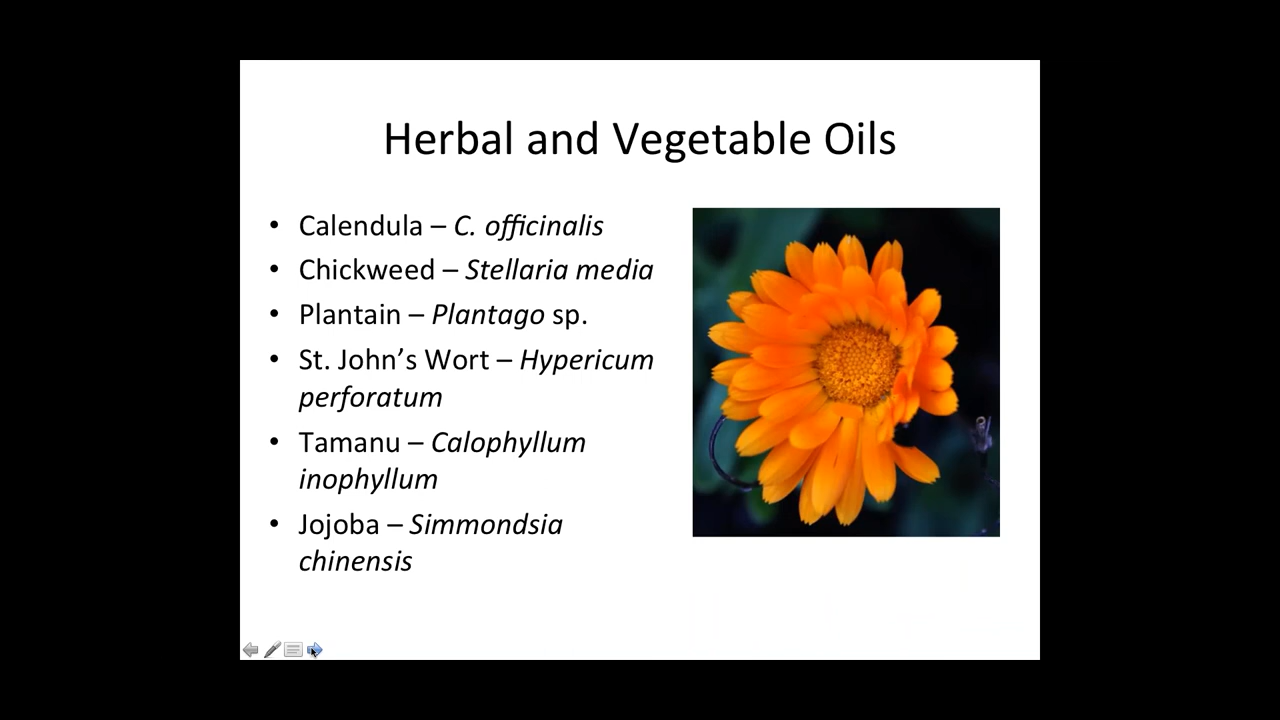 Herbal and Vegetable Oils
• Calendula – C. officinalis
• Chickweed – Stellaria media
• Plantain – Plantago sp.
• St. John’s Wort – Hypericum
perforatum
• Tamanu – Calophyllum
inophyllum
• Jojoba – Simmondsia
chinensis